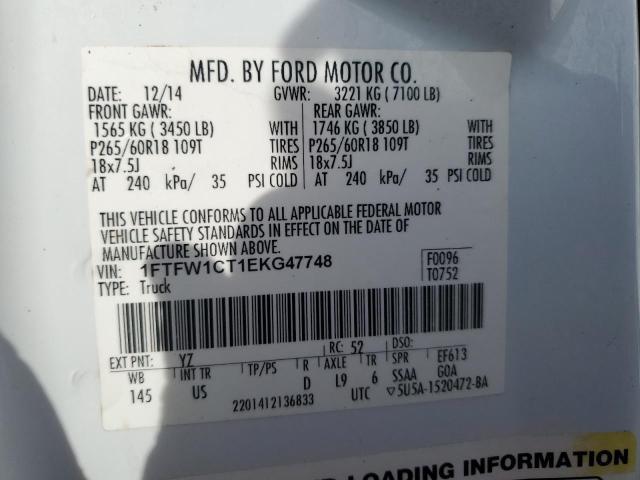 MFD. BY FORD MOTOR CO.
DATE: 12/14 GVWR: 3221 KG ( 7100 LB)
FRONT GAWR: REAR GAWR:
1565 KG ( 3450 LB) WITH 1746 KG ( 3850 LB) WITH
P265/60R18 109T TIRES P265/60R18 109T TIRES
18x7.5J RIMS 18x7.5J RIMS
AT 240 kPa/ 35 PSI COLD AT 240 kPa/ 35 PSI COLD
THIS VEHICLE CONFORMS TO ALL APPLICABLE FEDERAL MOTOR
VEHICLE SAFETY STANDARDS IN EFFECT ON THE DATE OF
MANUFACTURE SHOWN ABOVE.
VIN: 1FTFW1CT1EKG47748 F0096
TYPE: Truck T0752
EXT PNT: YZ RC: 52 DSO:
WB INT TR TP/PS R AXLE TR SPR EF613
145 US D L9 6 SSAA GOA
2201412136833 UTC ▽5U5A-1520472-BA
LOADING INFORMATION